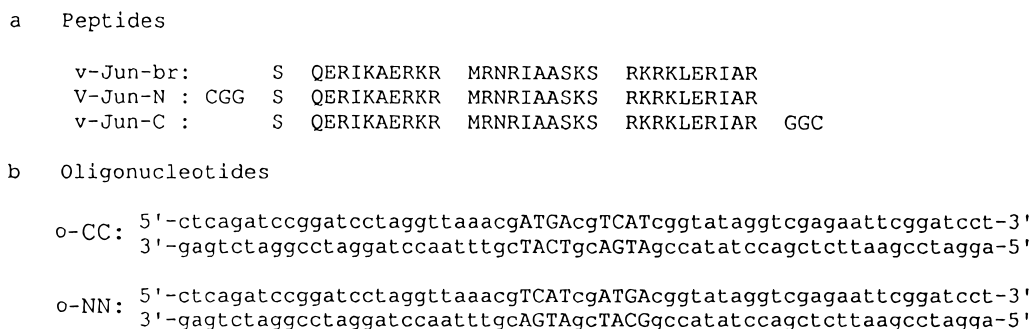 a Peptides
v-Jun-br: S QERIKAERKR MRNRIAASKS RKRKLERIAR
V-Jun-N : CGG S QERIKAERKR MRNRIAASKS RKRKLERIAR
v-Jun-C : S QERIKAERKR MRNRIAASKS RKRKLERIAR GGC
b Oligonucleotides
o-CC: 5'-ctcagatccggatcctaggttaaacgATGAcgTCATcggtataggtcgagaattcggatcct-3'
3'-gagtctaggcctaggatccaatttgcTACTgcAGTAgccatatccagctcttaagcctagga-5'
o-NN: 5'-ctcagatccggatcctaggttaaacgTCATcgATGAcggtataggtcgagaattcggatcct-3'
3'-gagtctaggcctaggatccaatttgcAGTAgcTACGgccatatccagctcttaagcctagga-5'